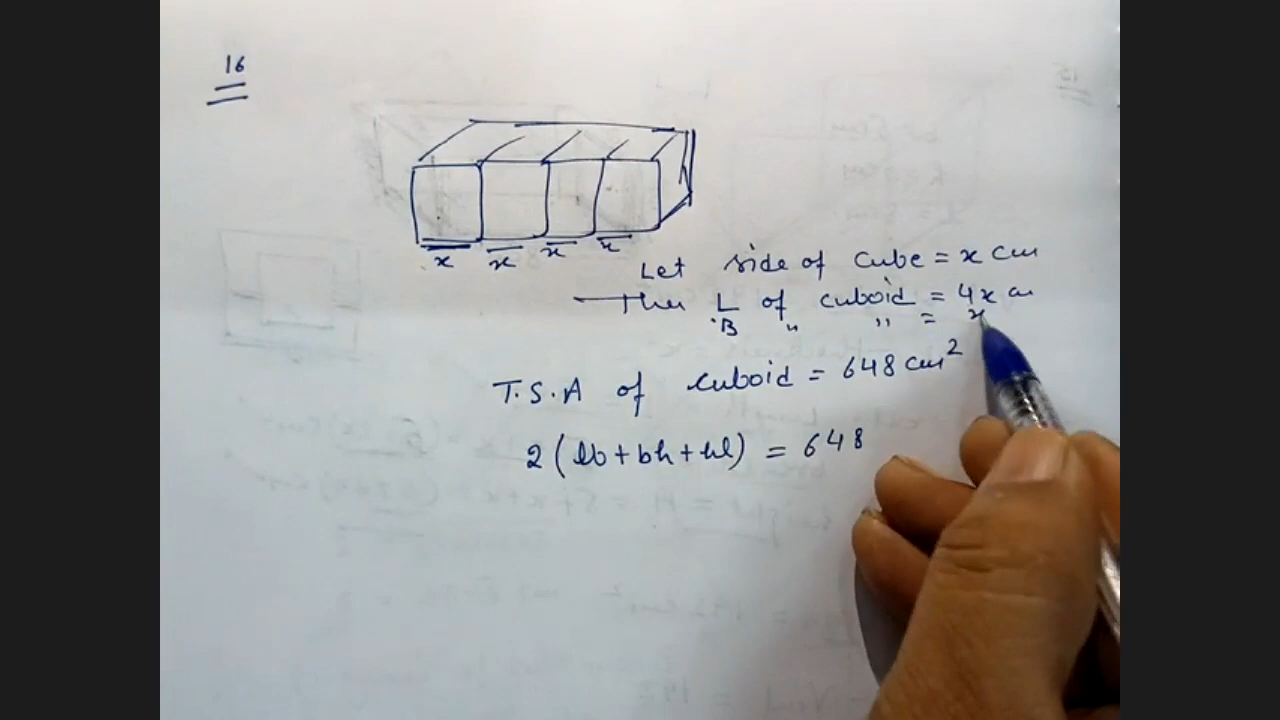 16
x x x x
Let side of cube = x cm
Then L of cuboid = 4x cm
B " " = x
T.S.A of cuboid = 648 cm²
2 (lb + bh + hl) = 648